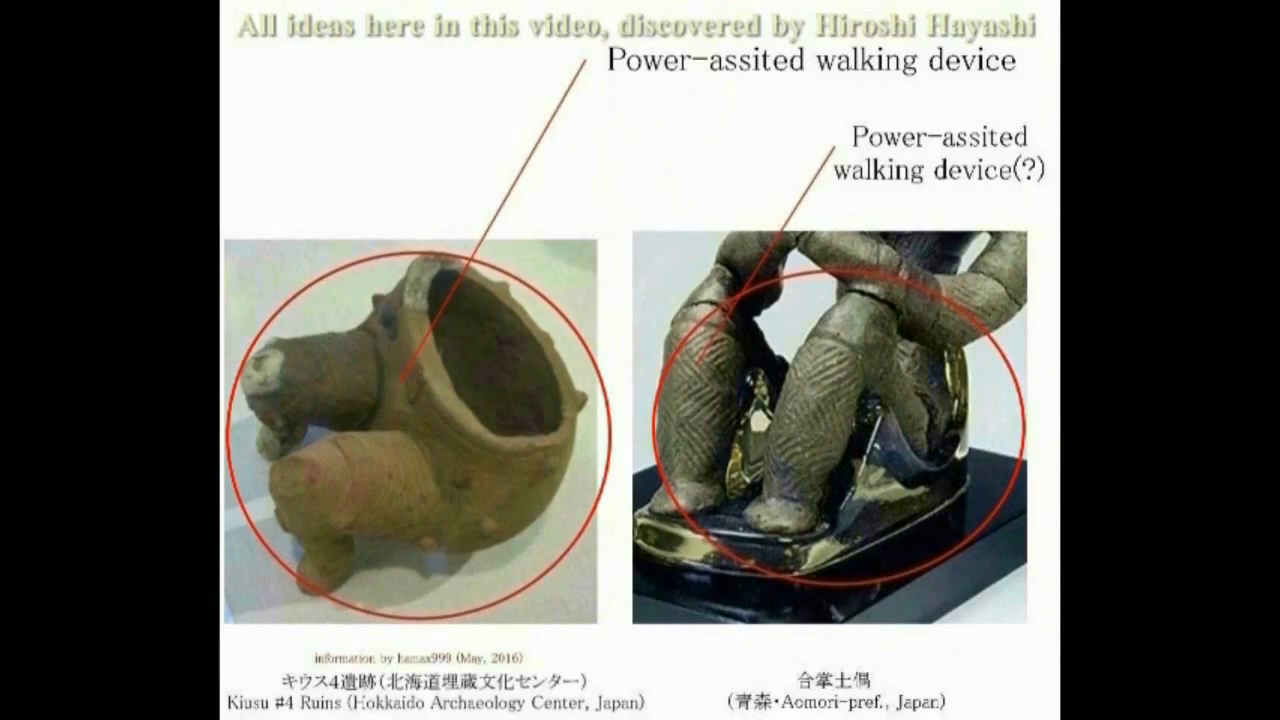 All ideas here in this video, discovered by Hiroshi Hayashi
Power-assited walking device
Power-assited
walking device(?)
information by hamax999 (May, 2016)
キウス4遺跡(北海道埋蔵文化センター)
Kiusu #4 Ruins (Hokkaido Archaeology Center, Japan)
合掌土偶
(青森・Aomori-pref., Japan)